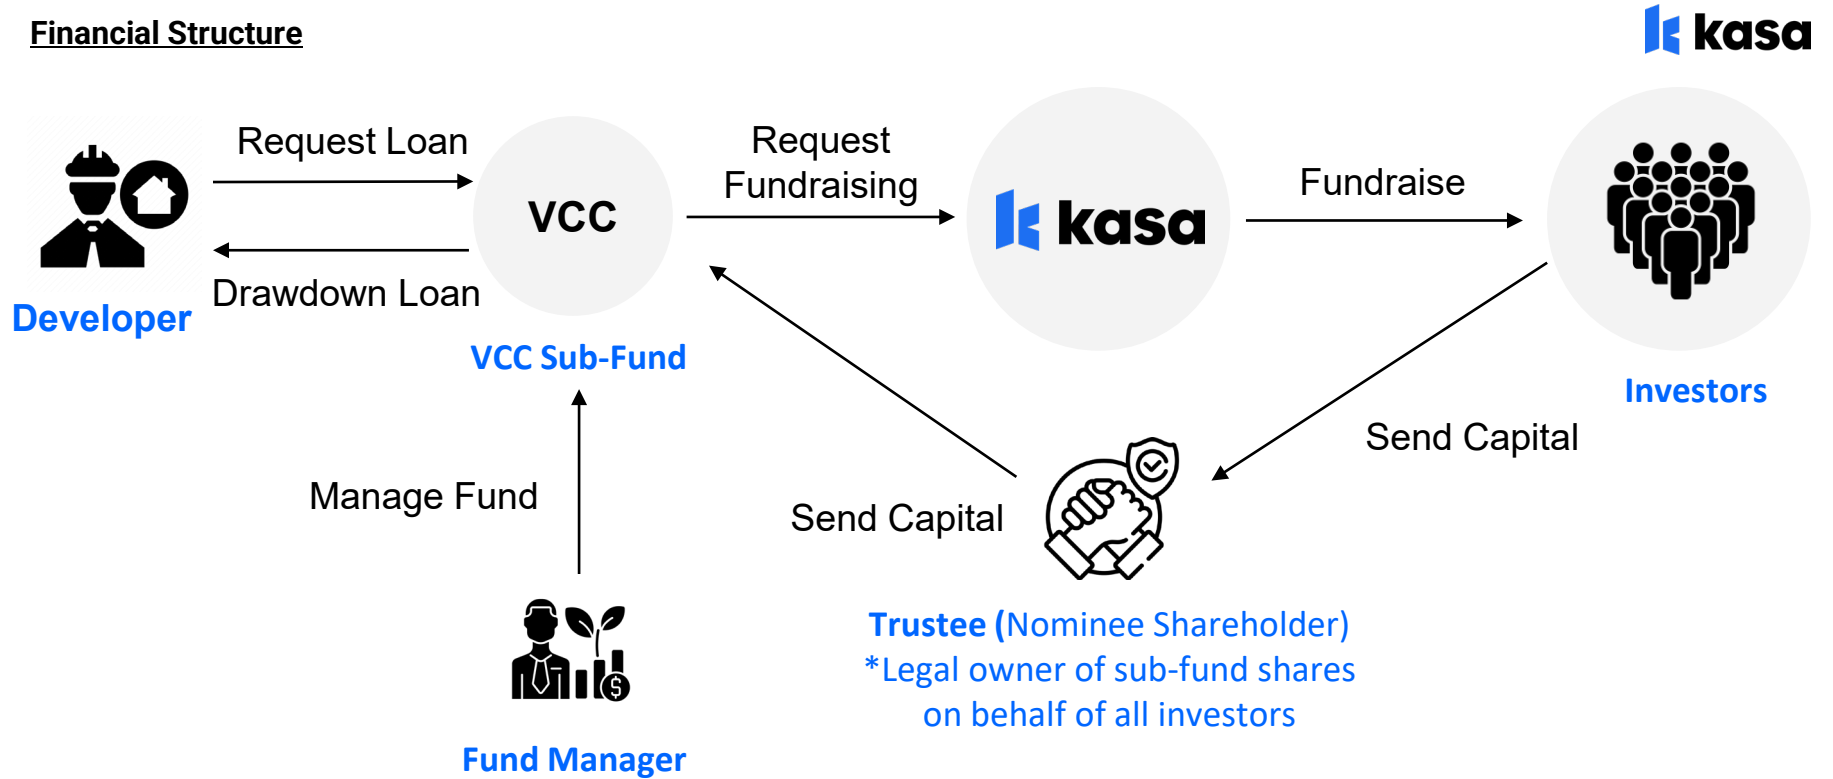 Financial Structure
kasa
Request Loan
Request
Fundraising
Fundraise
VCC
kasa
Drawdown Loan
Developer
VCC Sub-Fund
Investors
Send Capital
Manage Fund
Send Capital
$
Trustee (Nominee Shareholder)
*Legal owner of sub-fund shares
on behalf of all investors
Fund Manager